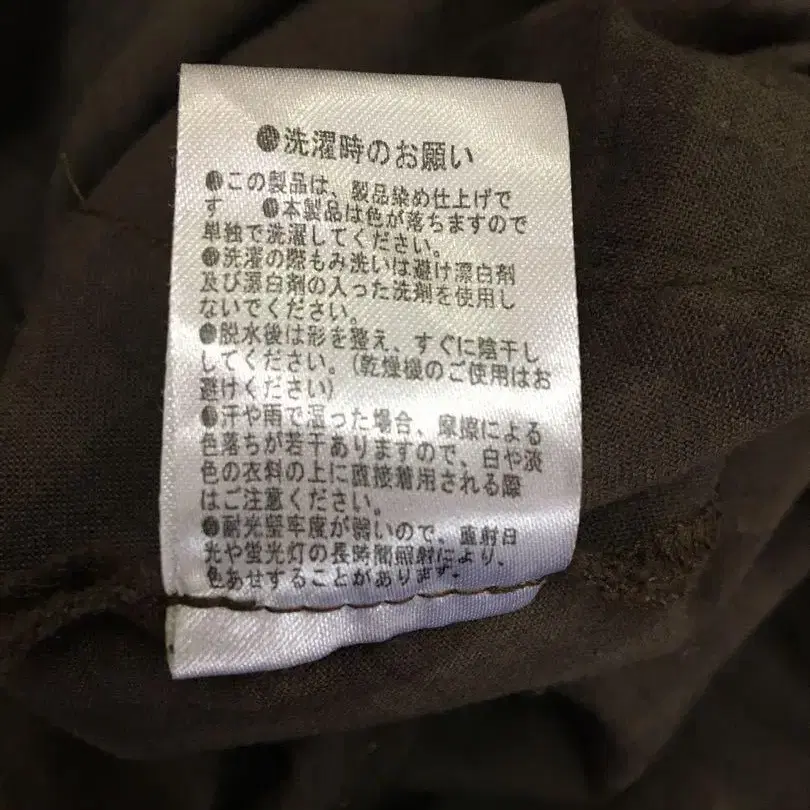 ●洗濯時のお願い
●この製品は、製品染め仕上げで
す　●本製品は色が落ちますので
単独で洗濯してください。
●洗濯の際もみ洗いは避け漂白剤
及び漂白剤の入った洗剤を使用し
ないでください。
●脱水後は形を整え、すぐに陰干し
してください。(乾燥機のご使用はお
避けください)
●汗や雨で湿った場合、摩擦による
色落ちが若干ありますので、白や淡
色の衣料の上に直接着用される際
はご注意ください。
●耐光堅牢度が弱いので、直射日
光や蛍光灯の長時間照射により、
色あせすることがあります。